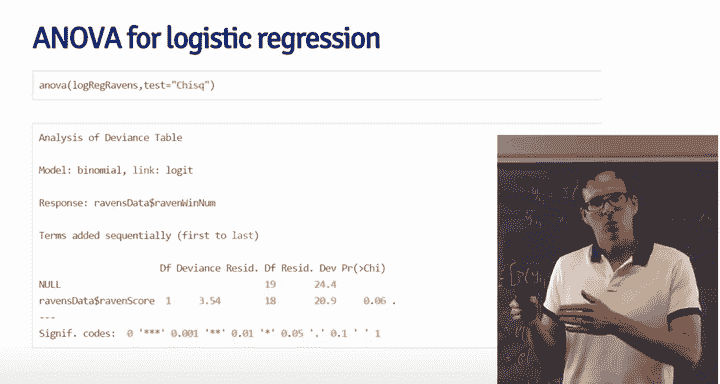 ANOVA for logistic regression
anova(logRegRavens,test="Chisq")
Analysis of Deviance Table
Model: binomial, link: logit
Response: ravensData$ravenWinNum
Terms added sequentially (first to last)
Df Deviance Resid. Df Resid. Dev Pr(>Chi)
NULL 19 24.4
ravensData$ravenScore 1 3.54 18 20.9 0.06 .
---
Signif. codes: 0 '***' 0.001 '**' 0.01 '*' 0.05 '.' 0.1 ' ' 1